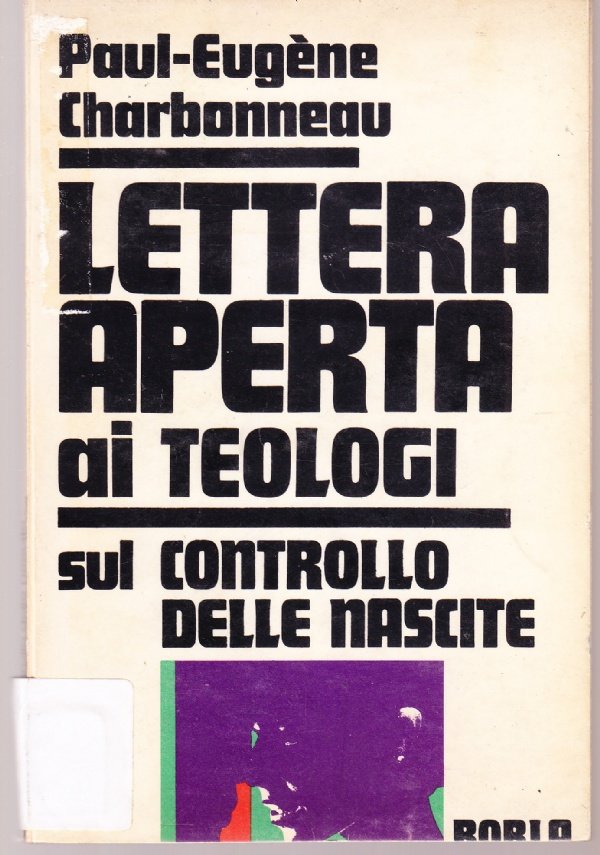 Paul-Eugène
Charbonneau
LETTERA
APERTA
ai TEOLOGI
sul CONTROLLO
DELLE NASCITE
BORLA